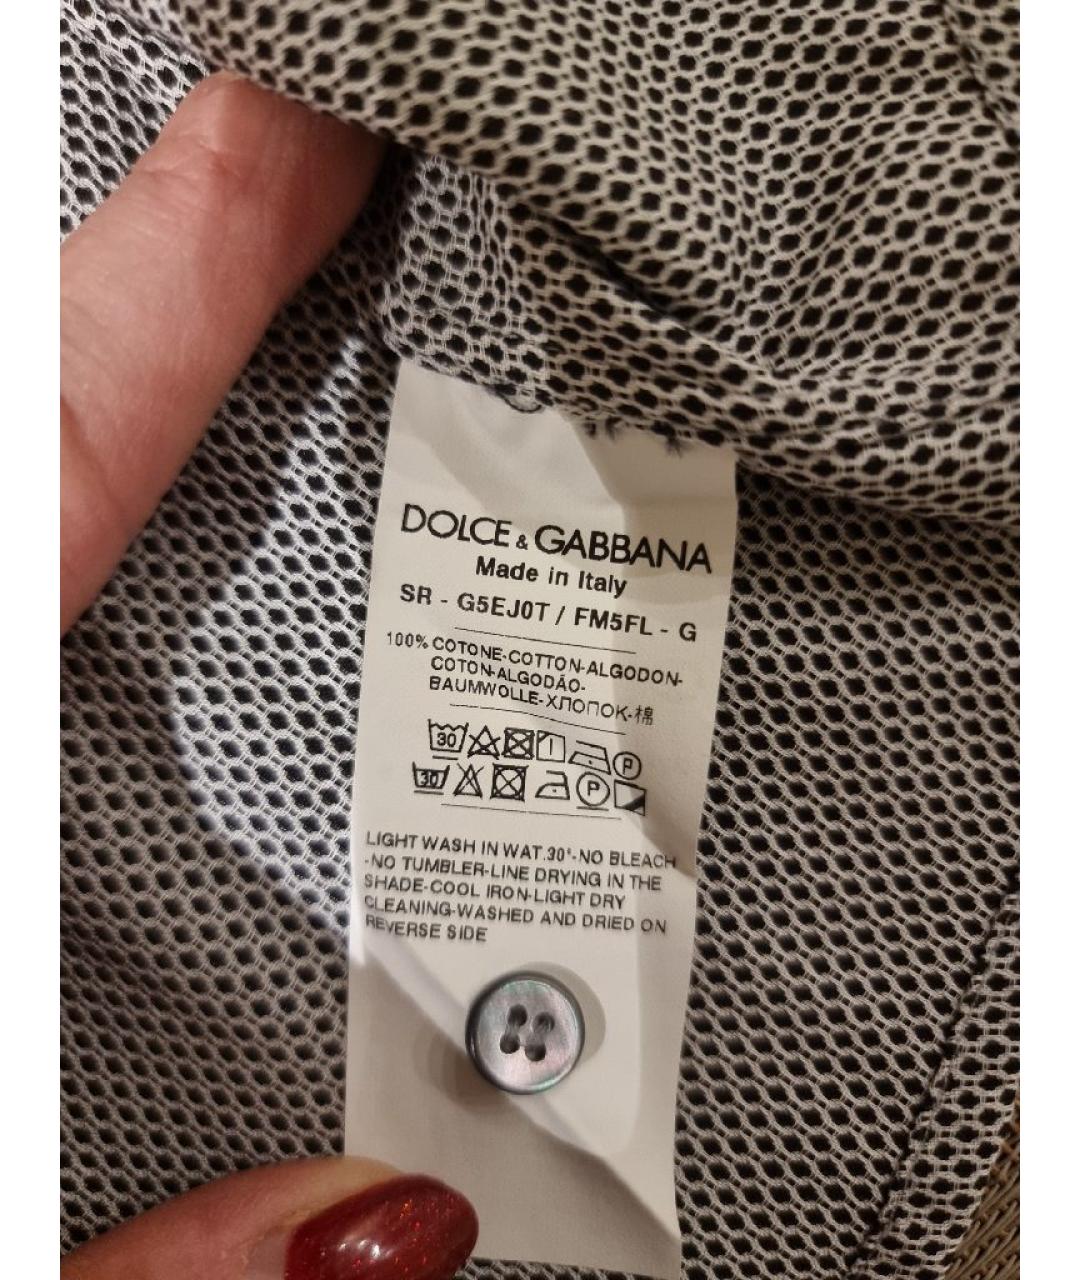 DOLCE & GABBANA
Made in Italy
SR - G5EJ0T / FM5FL - G
100% COTONE-COTTON-ALGODON-
COTON-ALGODÃO-
BAUMWOLLE-ХЛОПОК-棉
30 P
30 P
LIGHT WASH IN WAT.30°-NO BLEACH
-NO TUMBLER-LINE DRYING IN THE
SHADE-COOL IRON-LIGHT DRY
CLEANING-WASHED AND DRIED ON
REVERSE SIDE